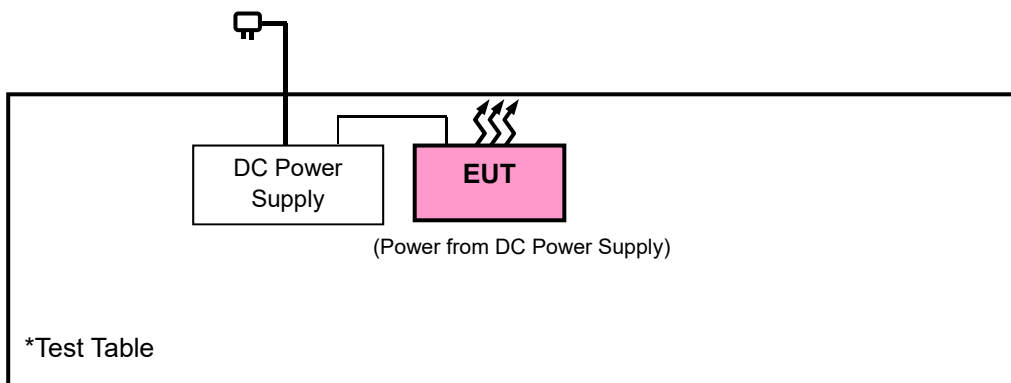 DC Power
Supply
EUT
(Power from DC Power Supply)
*Test Table